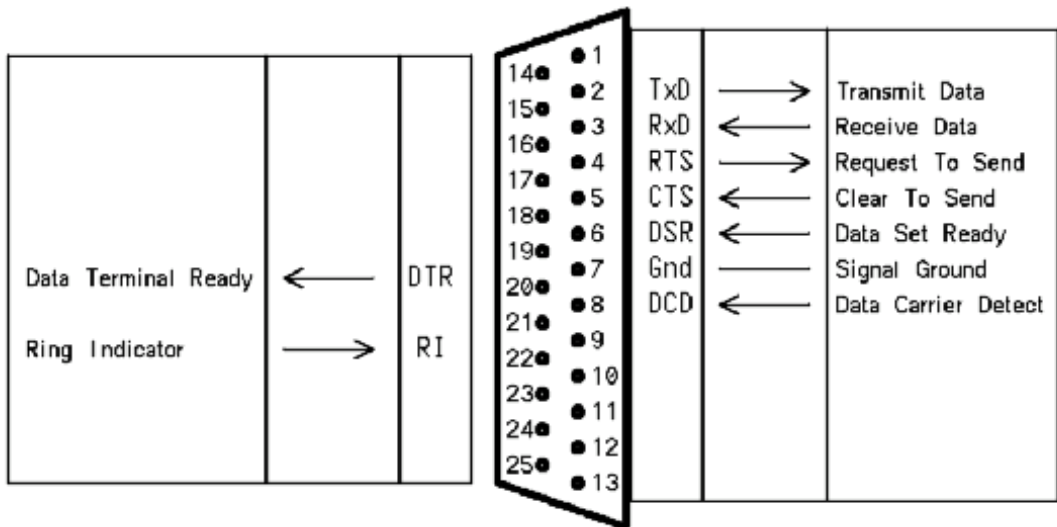 1
14
TxD Transmit Data
2
15
RxD Receive Data
3
16
RTS Request To Send
4
17
CTS Clear To Send
5
18
DSR Data Set Ready
6
19
Gnd Signal Ground
7
Data Terminal Ready DTR
20
DCD Data Carrier Detect
8
21
9
Ring Indicator RI
22
10
23
11
24
12
25
13